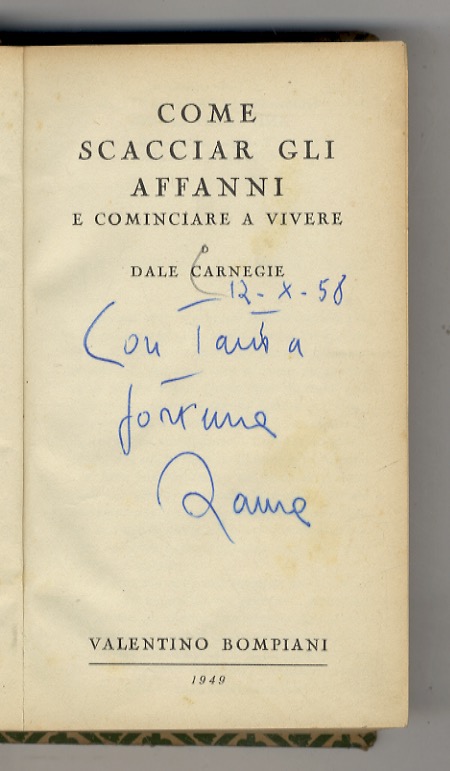 COME
SCACCIAR GLI
AFFANNI
E COMINCIARE A VIVERE
DALE CARNEGIE
12-X-58
Con Tanta
fortuna
VALENTINO BOMPIANI
1949